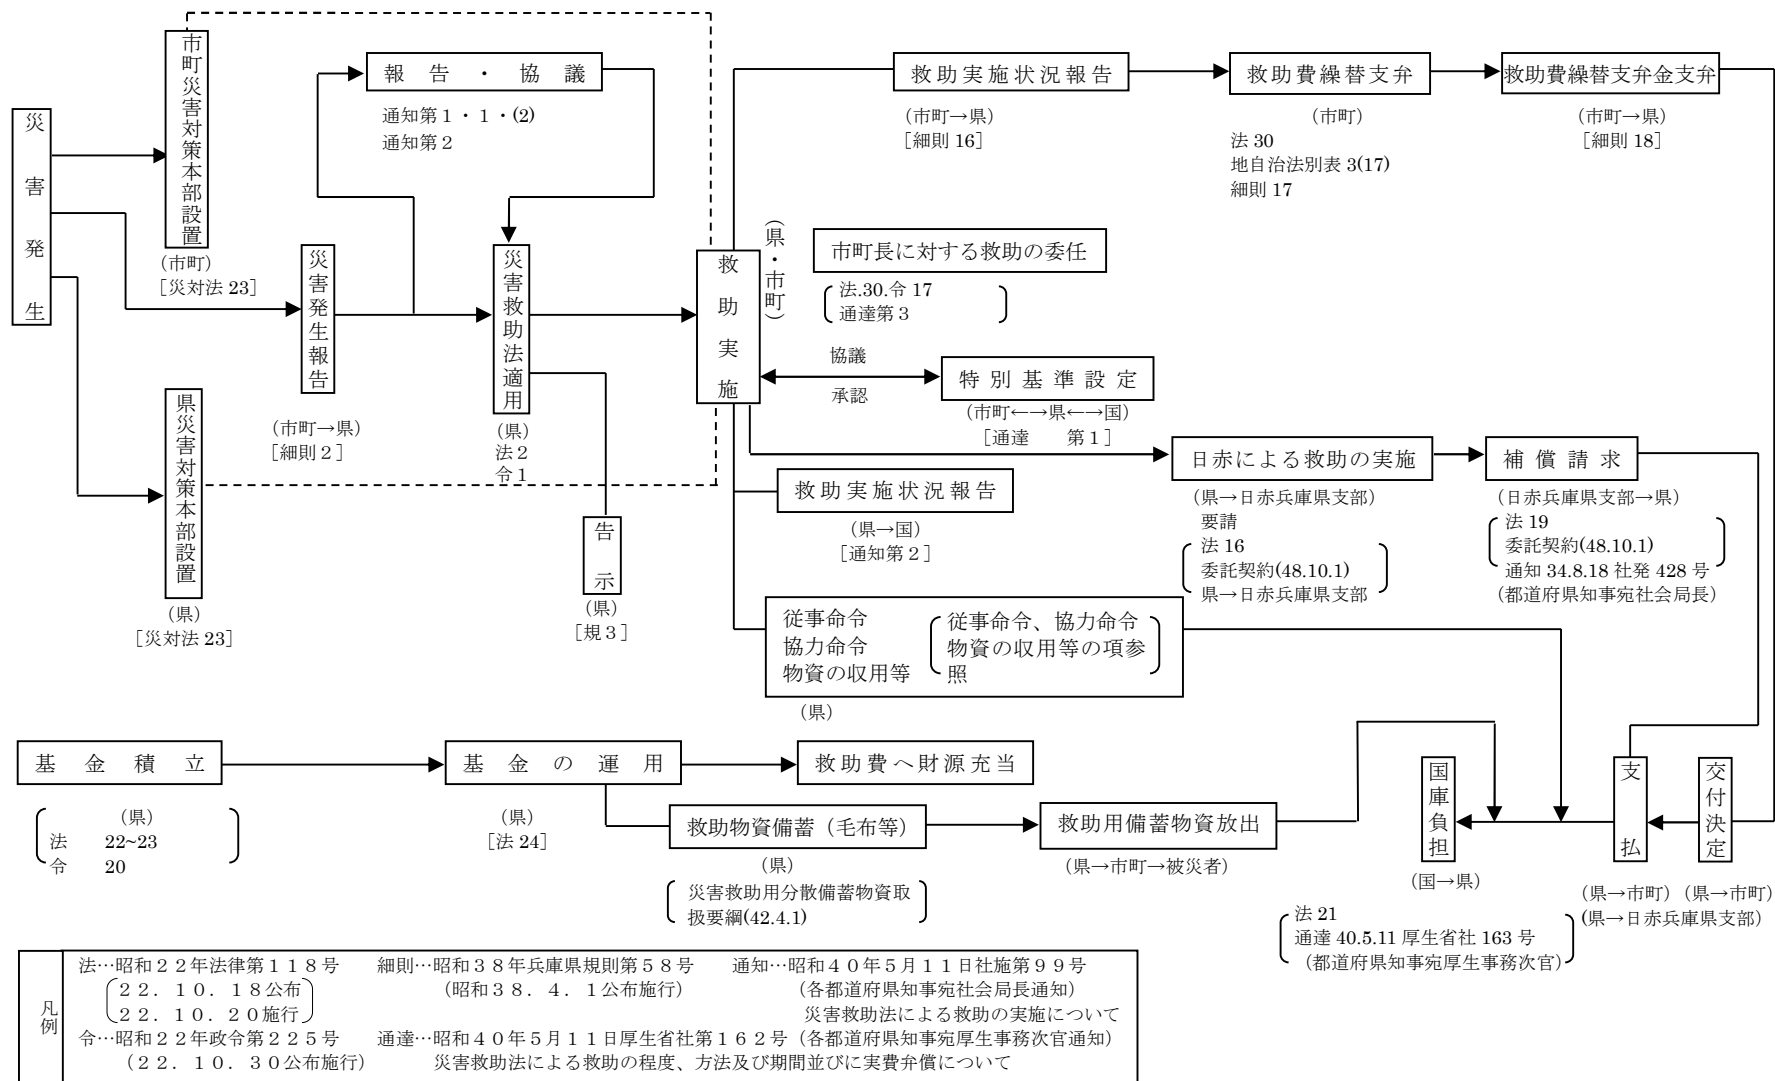 災害発生
市町災害対策本部設置
（市町）
［災対法 23］
報告・協議
通知第１・１・(2)
通知第２
災害発生報告
（市町→県）
［細則２］
県災害対策本部設置
（県）
［災対法 23］
災害救助法適用
（県）
法２
令１
告示
（県）
［規３］
救助実施
（県・市町）
救助実施状況報告
（市町→県）
［細則 16］
救助費繰替支弁
（市町）
法 30
地自治法別表 3(17)
細則 17
救助費繰替支弁金支弁
（市町→県）
［細則 18］
市町長に対する救助の委任
法.30.令 17
通達第３
協議
承認
特別基準設定
（市町←→県←→国）
［通達　　第１］
日赤による救助の実施
（県→日赤兵庫県支部）
要請
法 16
委託契約(48.10.1)
県→日赤兵庫県支部
補償請求
（日赤兵庫県支部→県）
法 19
委託契約(48.10.1)
通知 34.8.18 社発 428 号
（都道府県知事宛社会局長）
救助実施状況報告
（県→国）
［通知第２］
従事命令
協力命令
物資の収用等
従事命令、協力命令
物資の収用等の項参
照
（県）
基金積立
（県）
法　　22~23
令　　20
基金の運用
（県）
［法 24］
救助費へ財源充当
救助物資備蓄（毛布等）
（県）
災害救助用分散備蓄物資取
扱要綱(42.4.1)
救助用備蓄物資放出
（県→市町→被災者）
国庫負担
（国→県）
法 21
通達 40.5.11 厚生省社 163 号
（都道府県知事宛厚生事務次官）
支払
（県→市町）
（県→日赤兵庫県支部）
交付決定
（県→市町）
凡例
法…昭和２２年法律第１１８号
２２．１０．１８公布
２２．１０．２０施行
令…昭和２２年政令第２２５号
（２２．１０．３０公布施行）
細則…昭和３８年兵庫県規則第５８号
（昭和３８．４．１公布施行）
通知…昭和４０年５月１１日社施第９９号
（各都道府県知事宛社会局長通知）
災害救助法による救助の実施について
通達…昭和４０年５月１１日厚生省社第１６２号（各都道府県知事宛厚生事務次官通知）
災害救助法による救助の程度、方法及び期間並びに実費弁償について